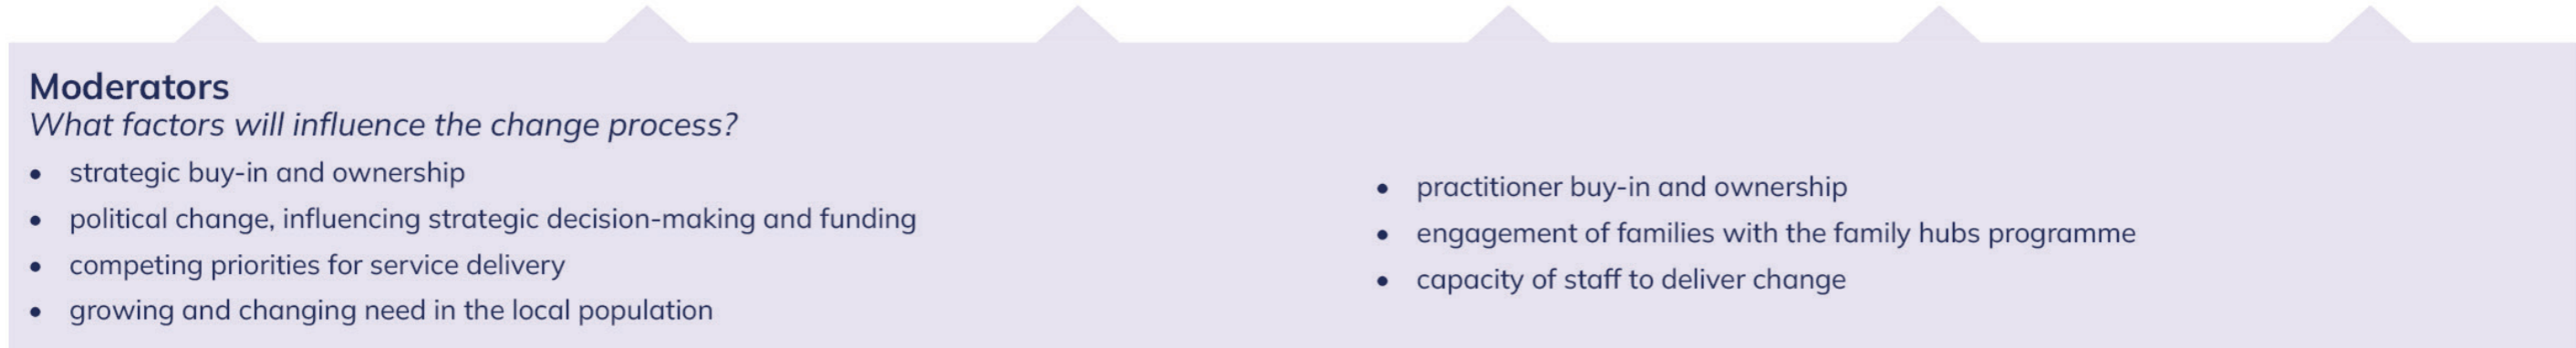 Moderators
What factors will influence the change process?
• strategic buy-in and ownership
• political change, influencing strategic decision-making and funding
• competing priorities for service delivery
• growing and changing need in the local population
• practitioner buy-in and ownership
• engagement of families with the family hubs programme
• capacity of staff to deliver change